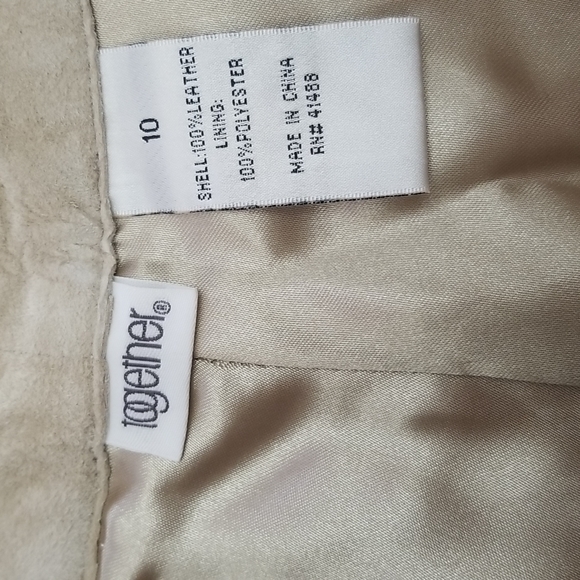 10
SHELL:100%LEATHER
LINING:
100%POLYESTER
MADE IN CHINA
RN# 41488
together®